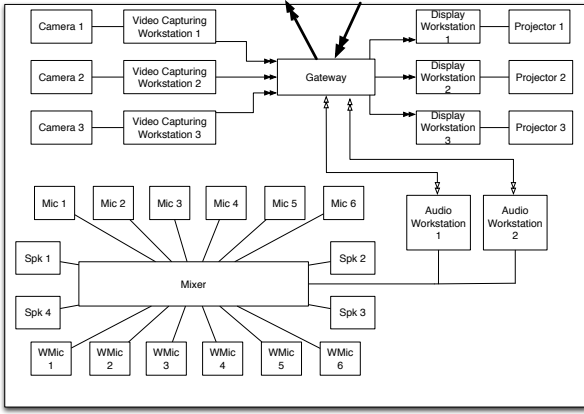 Camera 1
Video Capturing
Workstation 1
Display
Workstation
1
Projector 1
Camera 2
Video Capturing
Workstation 2
Gateway
Display
Workstation
2
Projector 2
Camera 3
Video Capturing
Workstation 3
Display
Workstation
3
Projector 3
Mic 1
Mic 2
Mic 3
Mic 4
Mic 5
Mic 6
Audio
Workstation
1
Audio
Workstation
2
Spk 1
Spk 2
Mixer
Spk 4
Spk 3
WMic
1
WMic
2
WMic
3
WMic
4
WMic
5
WMic
6